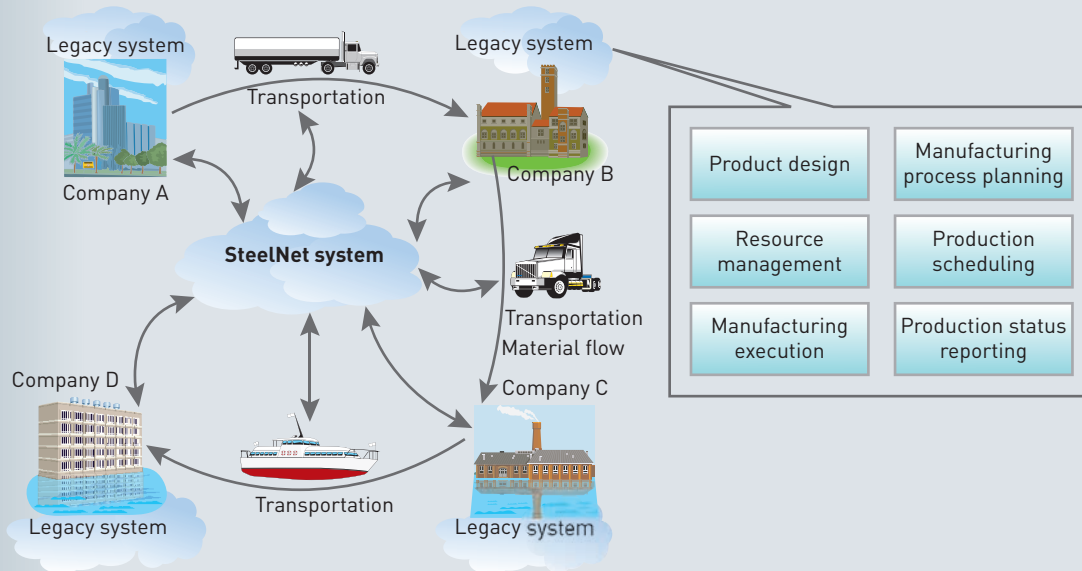 Legacy system
Transportation
Company A
Legacy system
Company B
SteelNet system
Transportation
Material flow
Company D
Company C
Transportation
Legacy system
Legacy system
Product design
Manufacturing
process planning
Resource
management
Production
scheduling
Manufacturing
execution
Production status
reporting